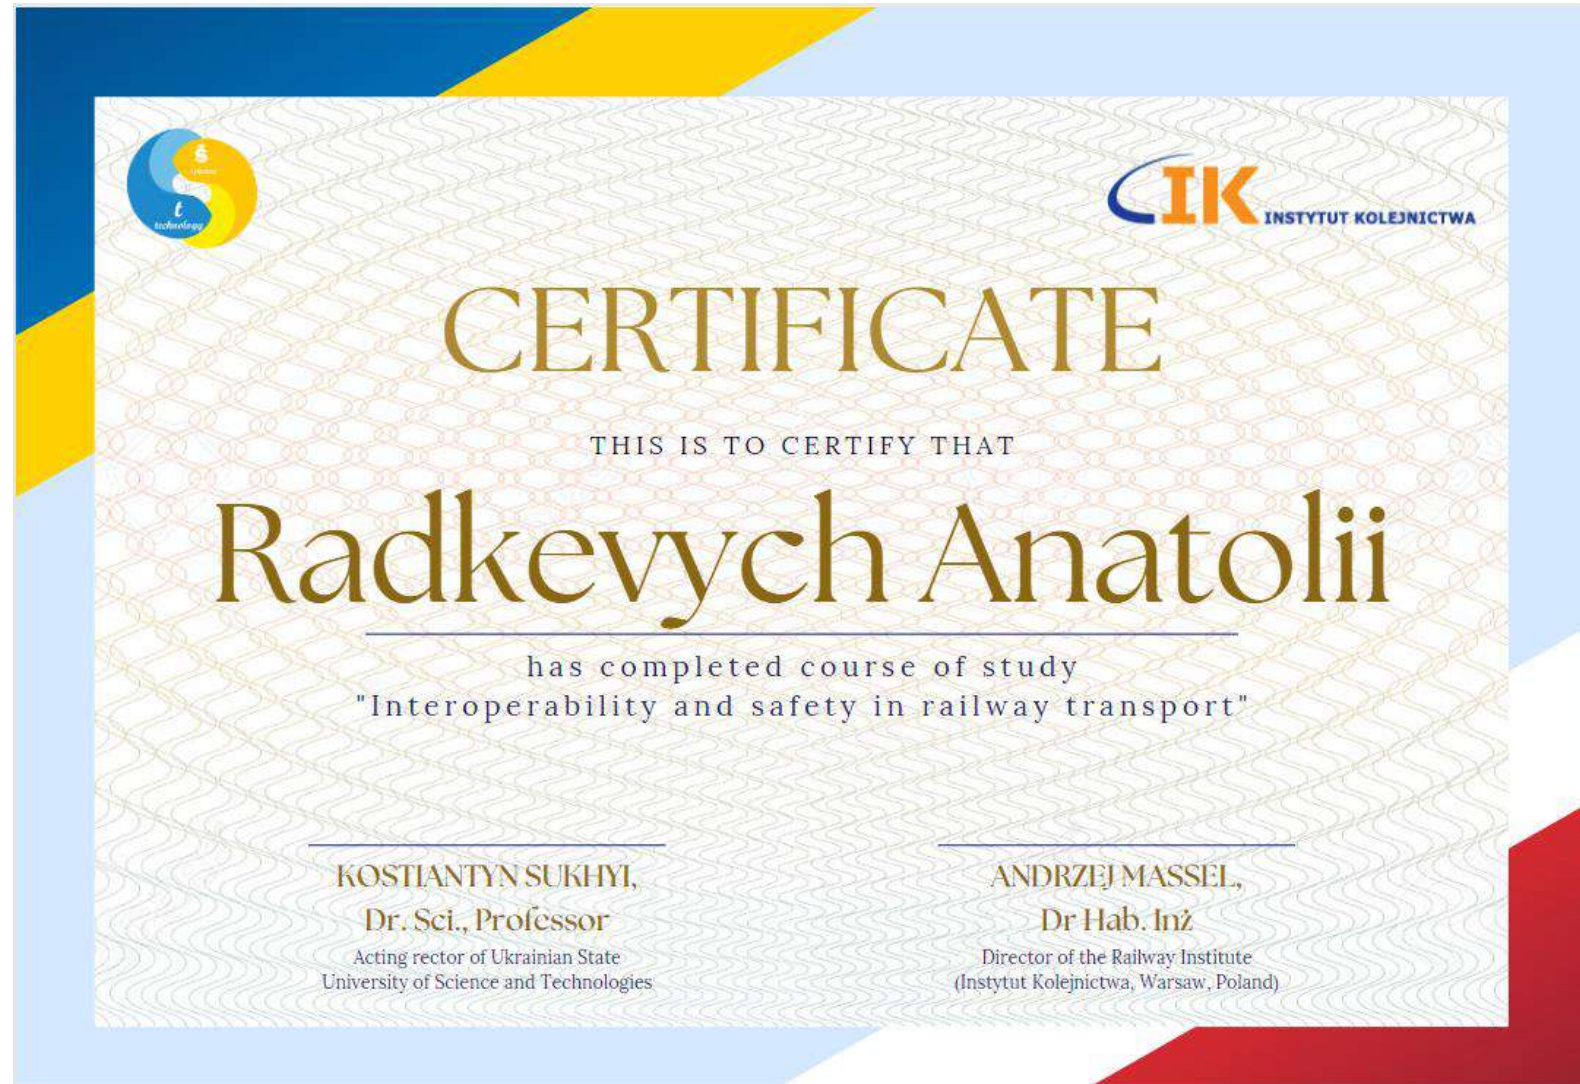 š
science
t
technology
IK INSTYTUT KOLEJNICTWA
CERTIFICATE
THIS IS TO CERTIFY THAT
Radkevych Anatolii
has completed course of study
"Interoperability and safety in railway transport"
KOSTIANTYN SUKHYI,
Dr. Sci., Professor
Acting rector of Ukrainian State
University of Science and Technologies
ANDRZEJ MASSEL,
Dr Hab. Inż
Director of the Railway Institute
(Instytut Kolejnictwa, Warsaw, Poland)